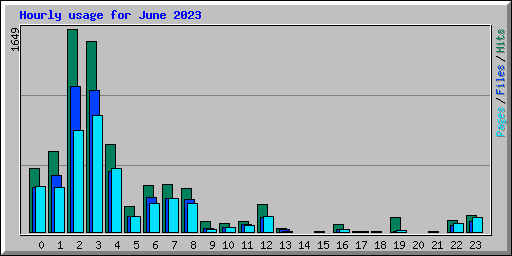 Hourly usage for June 2023
1649
Pages/Files/Hits
0 1 2 3 4 5 6 7 8 9 10 11 12 13 14 15 16 17 18 19 20 21 22 23